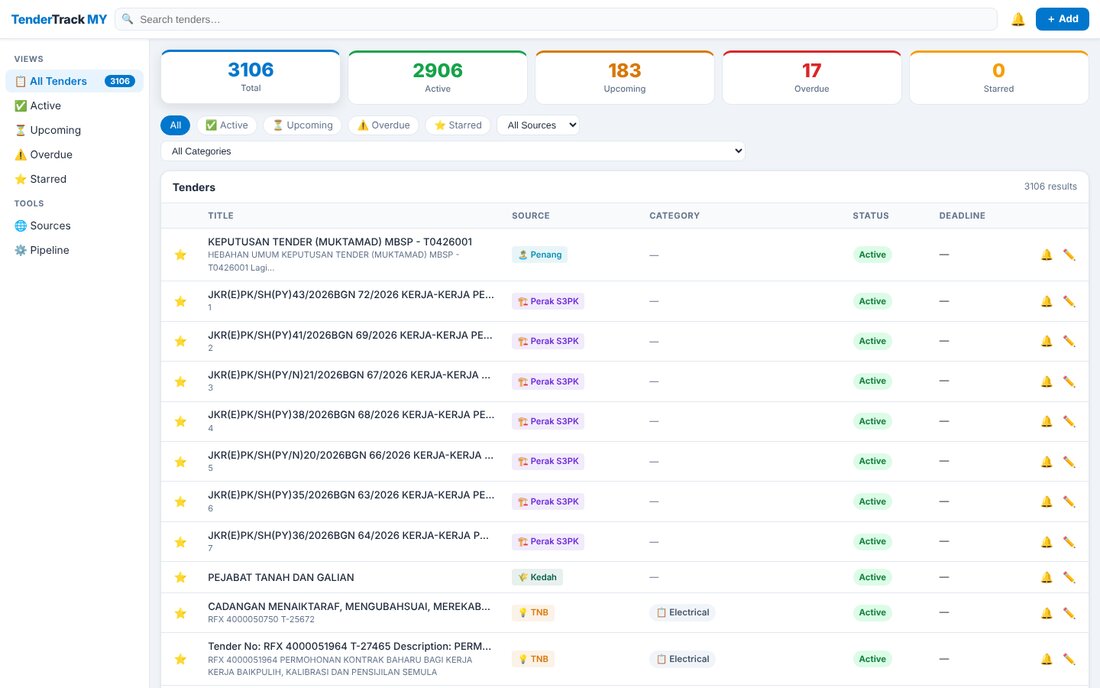 TenderTrack MY
Search tenders…
+ Add
VIEWS
All Tenders 3106
Active
Upcoming
Overdue
Starred
TOOLS
Sources
Pipeline
3106
Total
2906
Active
183
Upcoming
17
Overdue
0
Starred
All
Active
Upcoming
Overdue
Starred
All Sources
All Categories
Tenders
3106 results
TITLE SOURCE CATEGORY STATUS DEADLINE
KEPUTUSAN TENDER (MUKTAMAD) MBSP - T0426001
HEBAHAN UMUM KEPUTUSAN TENDER (MUKTAMAD) MBSP -
T0426001 Lagi...
Penang — Active —
JKR(E)PK/SH(PY)43/2026BGN 72/2026 KERJA-KERJA PE...
1
Perak S3PK — Active —
JKR(E)PK/SH(PY)41/2026BGN 69/2026 KERJA-KERJA PE...
2
Perak S3PK — Active —
JKR(E)PK/SH(PY/N)21/2026BGN 67/2026 KERJA-KERJA ...
3
Perak S3PK — Active —
JKR(E)PK/SH(PY)38/2026BGN 68/2026 KERJA-KERJA PE...
4
Perak S3PK — Active —
JKR(E)PK/SH(PY/N)20/2026BGN 66/2026 KERJA-KERJA ...
5
Perak S3PK — Active —
JKR(E)PK/SH(PY)35/2026BGN 63/2026 KERJA-KERJA PE...
6
Perak S3PK — Active —
JKR(E)PK/SH(PY)36/2026BGN 64/2026 KERJA-KERJA P...
7
Perak S3PK — Active —
PEJABAT TANAH DAN GALIAN
Kedah — Active —
CADANGAN MENAIKTARAF, MENGUBAHSUAI, MEREKAB...
RFX 4000050750 T-25672
TNB Electrical Active —
Tender No: RFX 4000051964 T-27465 Description: PERM...
RFX 4000051964 PERMOHONAN KONTRAK BAHARU BAGI KERJA
KERJA BAIKPULIH, KALIBRASI DAN PENSIJILAN SEMULA
TNB Electrical Active —